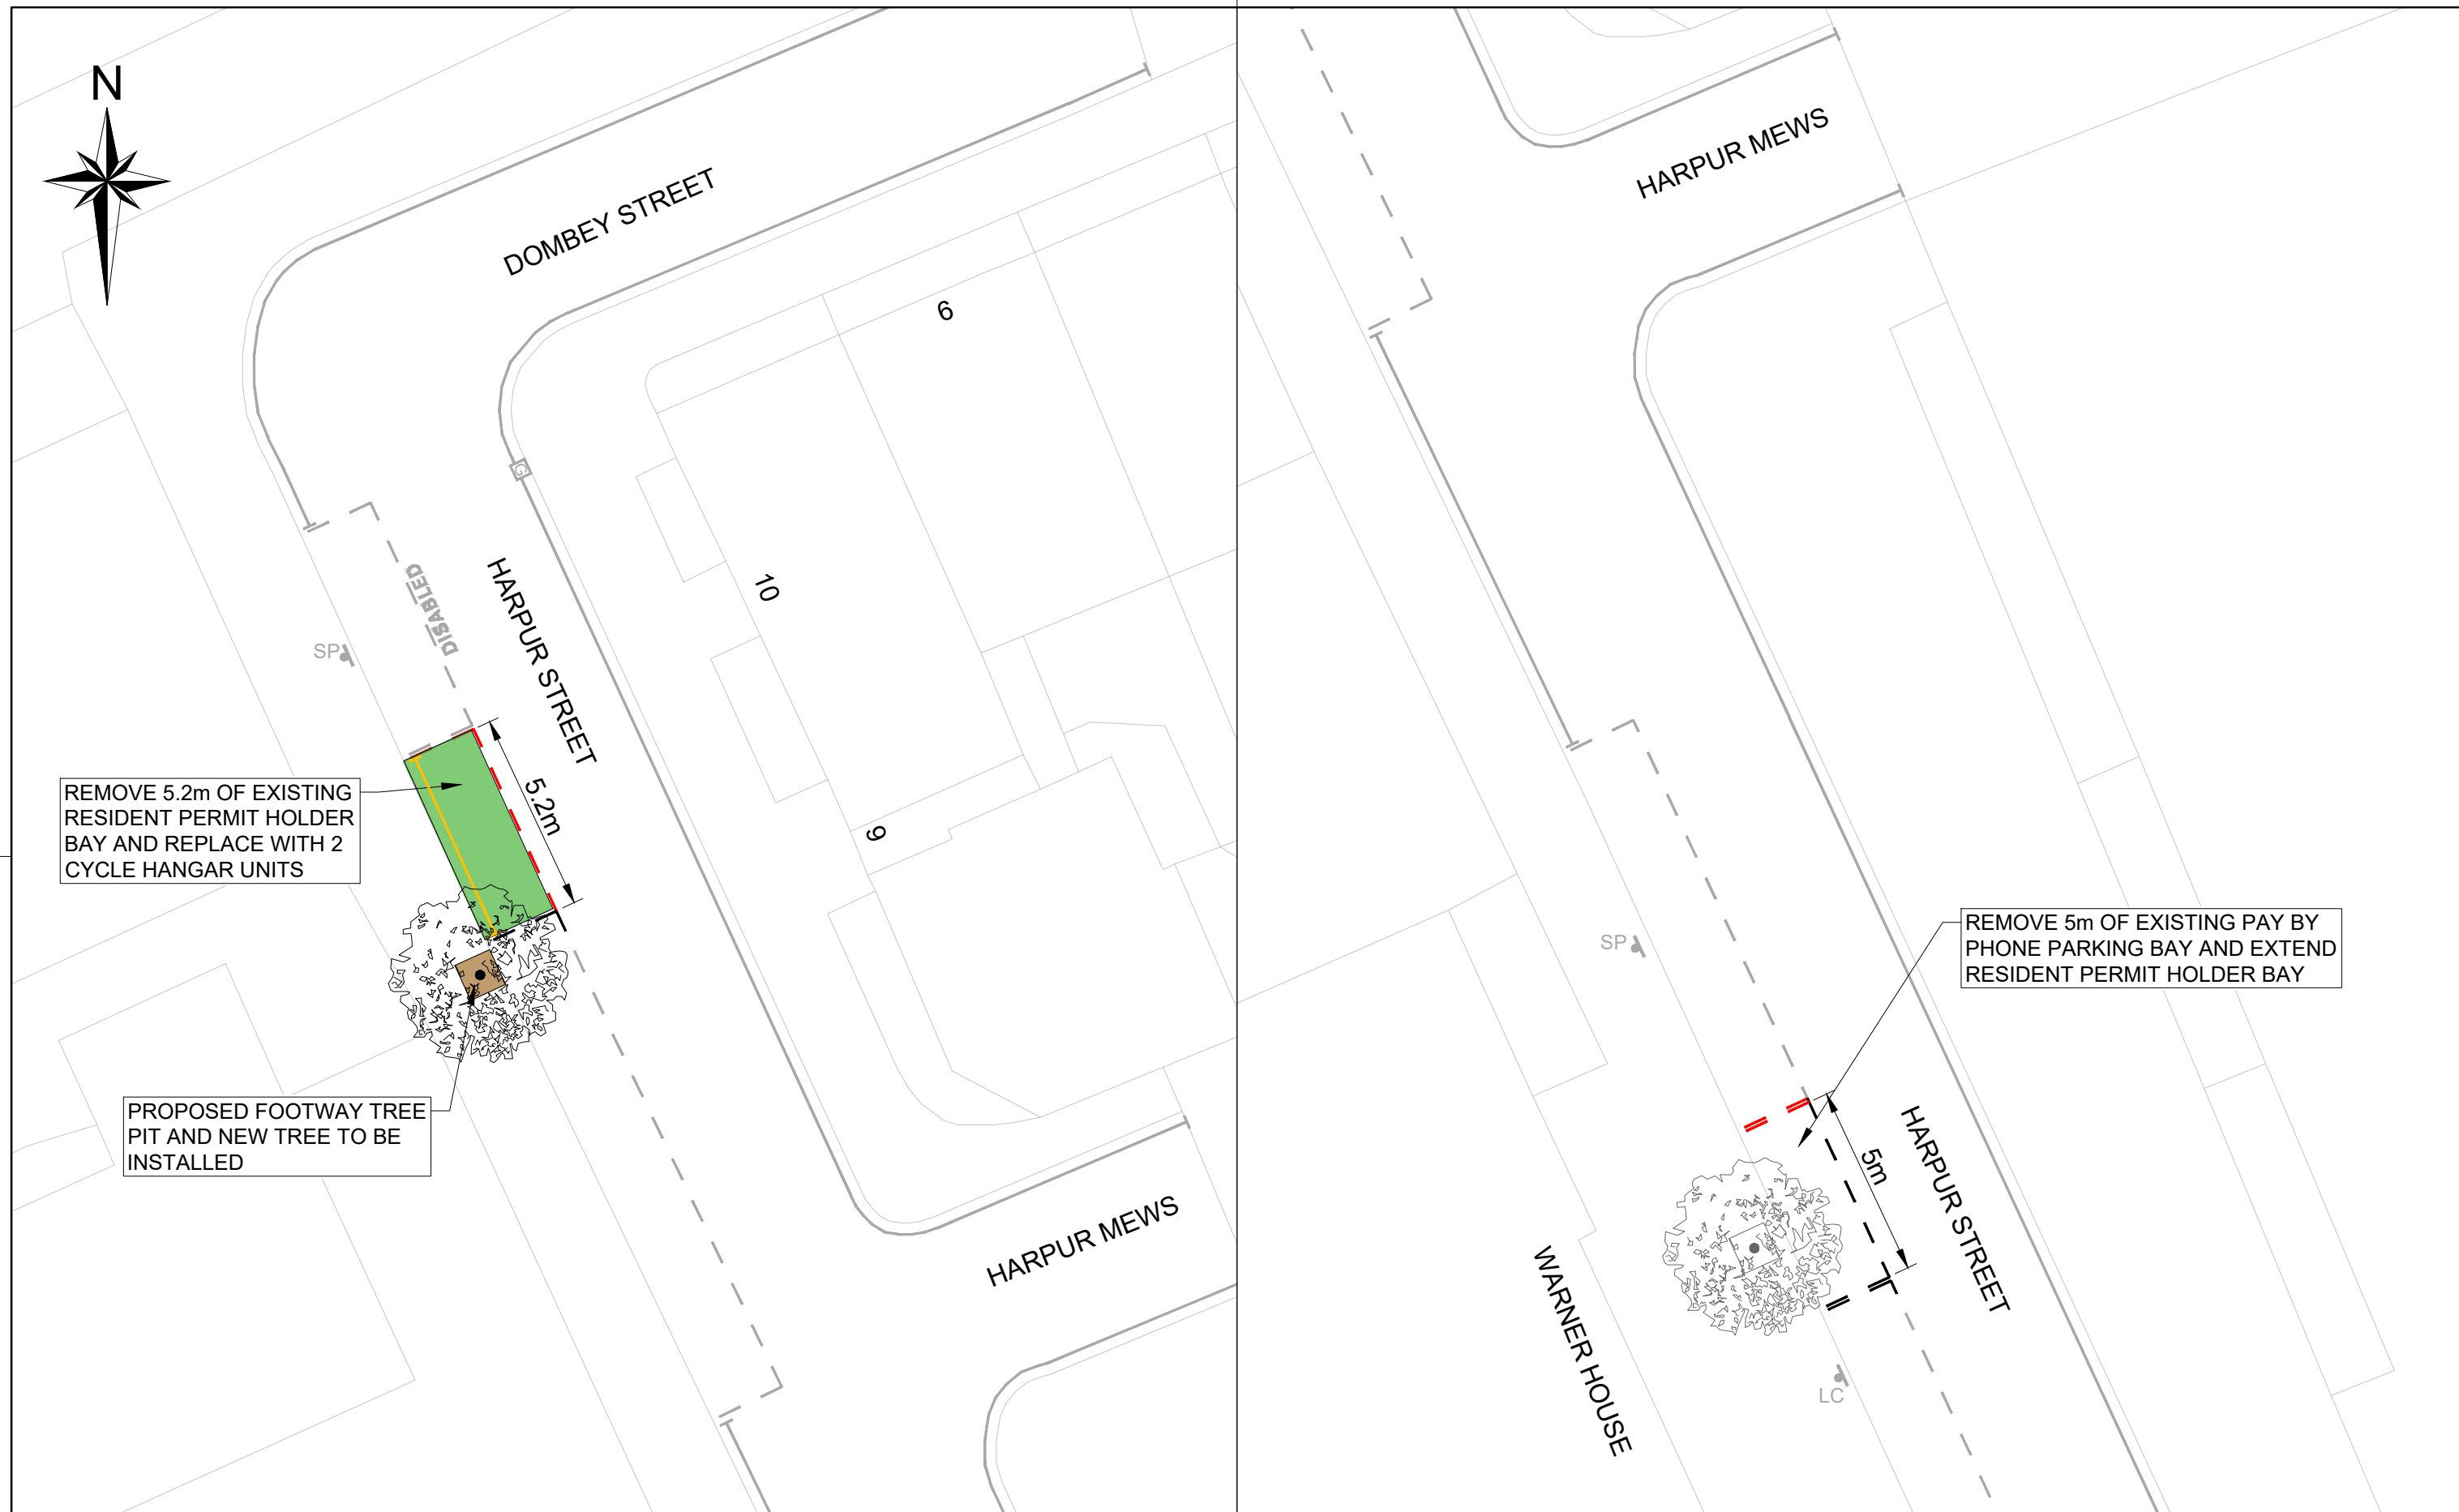 N
DOMBEY STREET
6
G
DISABLED
HARPUR STREET
10
SP
5.2m
REMOVE 5.2m OF EXISTING
RESIDENT PERMIT HOLDER
BAY AND REPLACE WITH 2
CYCLE HANGAR UNITS
9
PROPOSED FOOTWAY TREE
PIT AND NEW TREE TO BE
INSTALLED
HARPUR MEWS
HARPUR MEWS
SP
REMOVE 5m OF EXISTING PAY BY
PHONE PARKING BAY AND EXTEND
RESIDENT PERMIT HOLDER BAY
5m
HARPUR STREET
WARNER HOUSE
LC